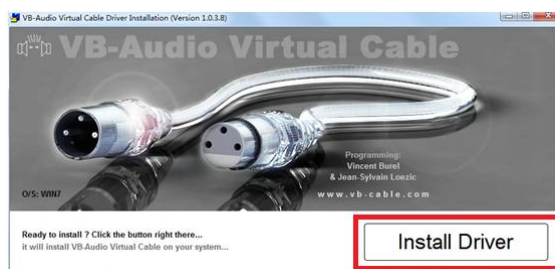 VB-Audio Virtual Cable Driver Installation (Version 1.0.3.8)
VB-Audio Virtual Cable
Programming:
Vincent Burel
& Jean-Sylvain Loezic
www.vb-cable.com
O/S: WIN7
Ready to install ? Click the button right there...
it will install VB-Audio Virtual Cable on your system...
Install Driver